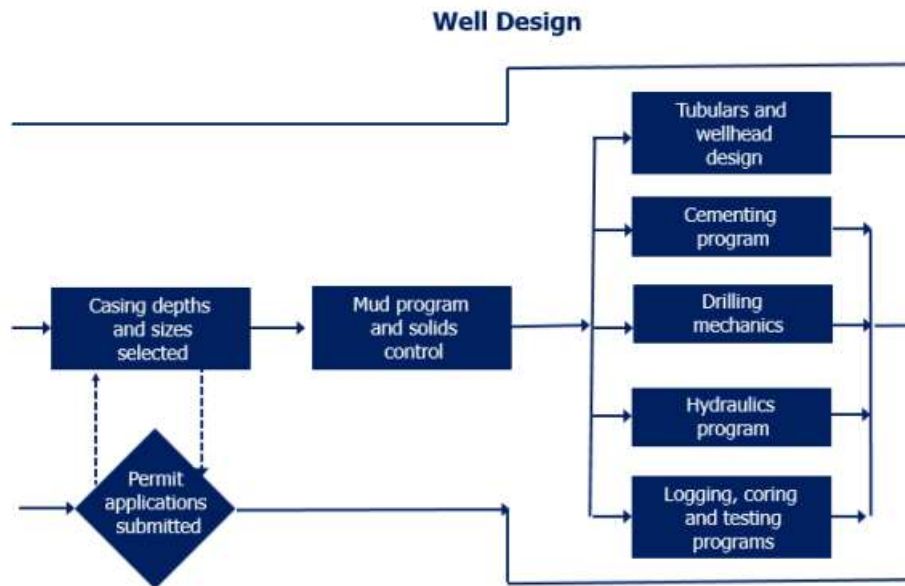 Well Design
Tubulars and
wellhead
design
Cementing
program
Casing depths
and sizes
selected
Mud program
and solids
control
Drilling
mechanics
Hydraulics
program
Permit
applications
submitted
Logging, coring
and testing
programs